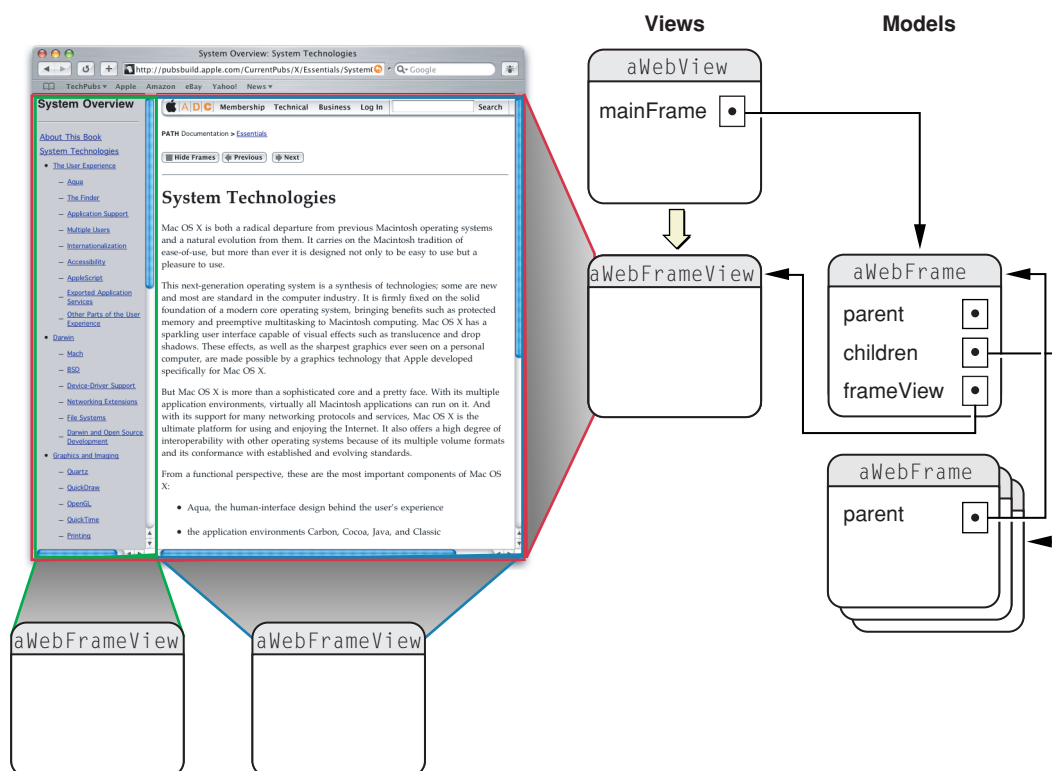 Views
Models
System Overview: System Technologies
http://pubsbuild.apple.com/CurrentPubs/X/Essentials/System
Google
TechPubs Apple Amazon eBay Yahoo! News
System Overview
About This Book
System Technologies
• The User Experience
– Aqua
– The Finder
– Application Support
– Multiple Users
– Internationalization
– Accessibility
– AppleScript
– Exported Application
Services
– Other Parts of the User
Experience
• Darwin
– Mach
– BSD
– Device-Driver Support
– Networking Extensions
– File Systems
– Darwin and Open Source
Development
• Graphics and Imaging
– Quartz
– QuickDraw
– OpenGL
– QuickTime
– Printing
ADC Membership Technical Business Log In Search
PATH Documentation > Essentials
Hide Frames Previous Next
System Technologies
Mac OS X is both a radical departure from previous Macintosh operating systems
and a natural evolution from them. It carries on the Macintosh tradition of
ease-of-use, but more than ever it is designed not only to be easy to use but a
pleasure to use.
This next-generation operating system is a synthesis of technologies; some are new
and most are standard in the computer industry. It is firmly fixed on the solid
foundation of a modern core operating system, bringing benefits such as protected
memory and preemptive multitasking to Macintosh computing. Mac OS X has a
sparkling user interface capable of visual effects such as translucence and drop
shadows. These effects, as well as the sharpest graphics ever seen on a personal
computer, are made possible by a graphics technology that Apple developed
specifically for Mac OS X.
But Mac OS X is more than a sophisticated core and a pretty face. With its multiple
application environments, virtually all Macintosh applications can run on it. And
with its support for many networking protocols and services, Mac OS X is the
ultimate platform for using and enjoying the Internet. It also offers a high degree of
interoperability with other operating systems because of its multiple volume formats
and its conformance with established and evolving standards.
From a functional perspective, these are the most important components of Mac OS
X:
• Aqua, the human-interface design behind the user's experience
• the application environments Carbon, Cocoa, Java, and Classic
aWebView
mainFrame
aWebFrameView
aWebFrame
parent
children
frameView
aWebFrame
parent
aWebFrameView
aWebFrameView